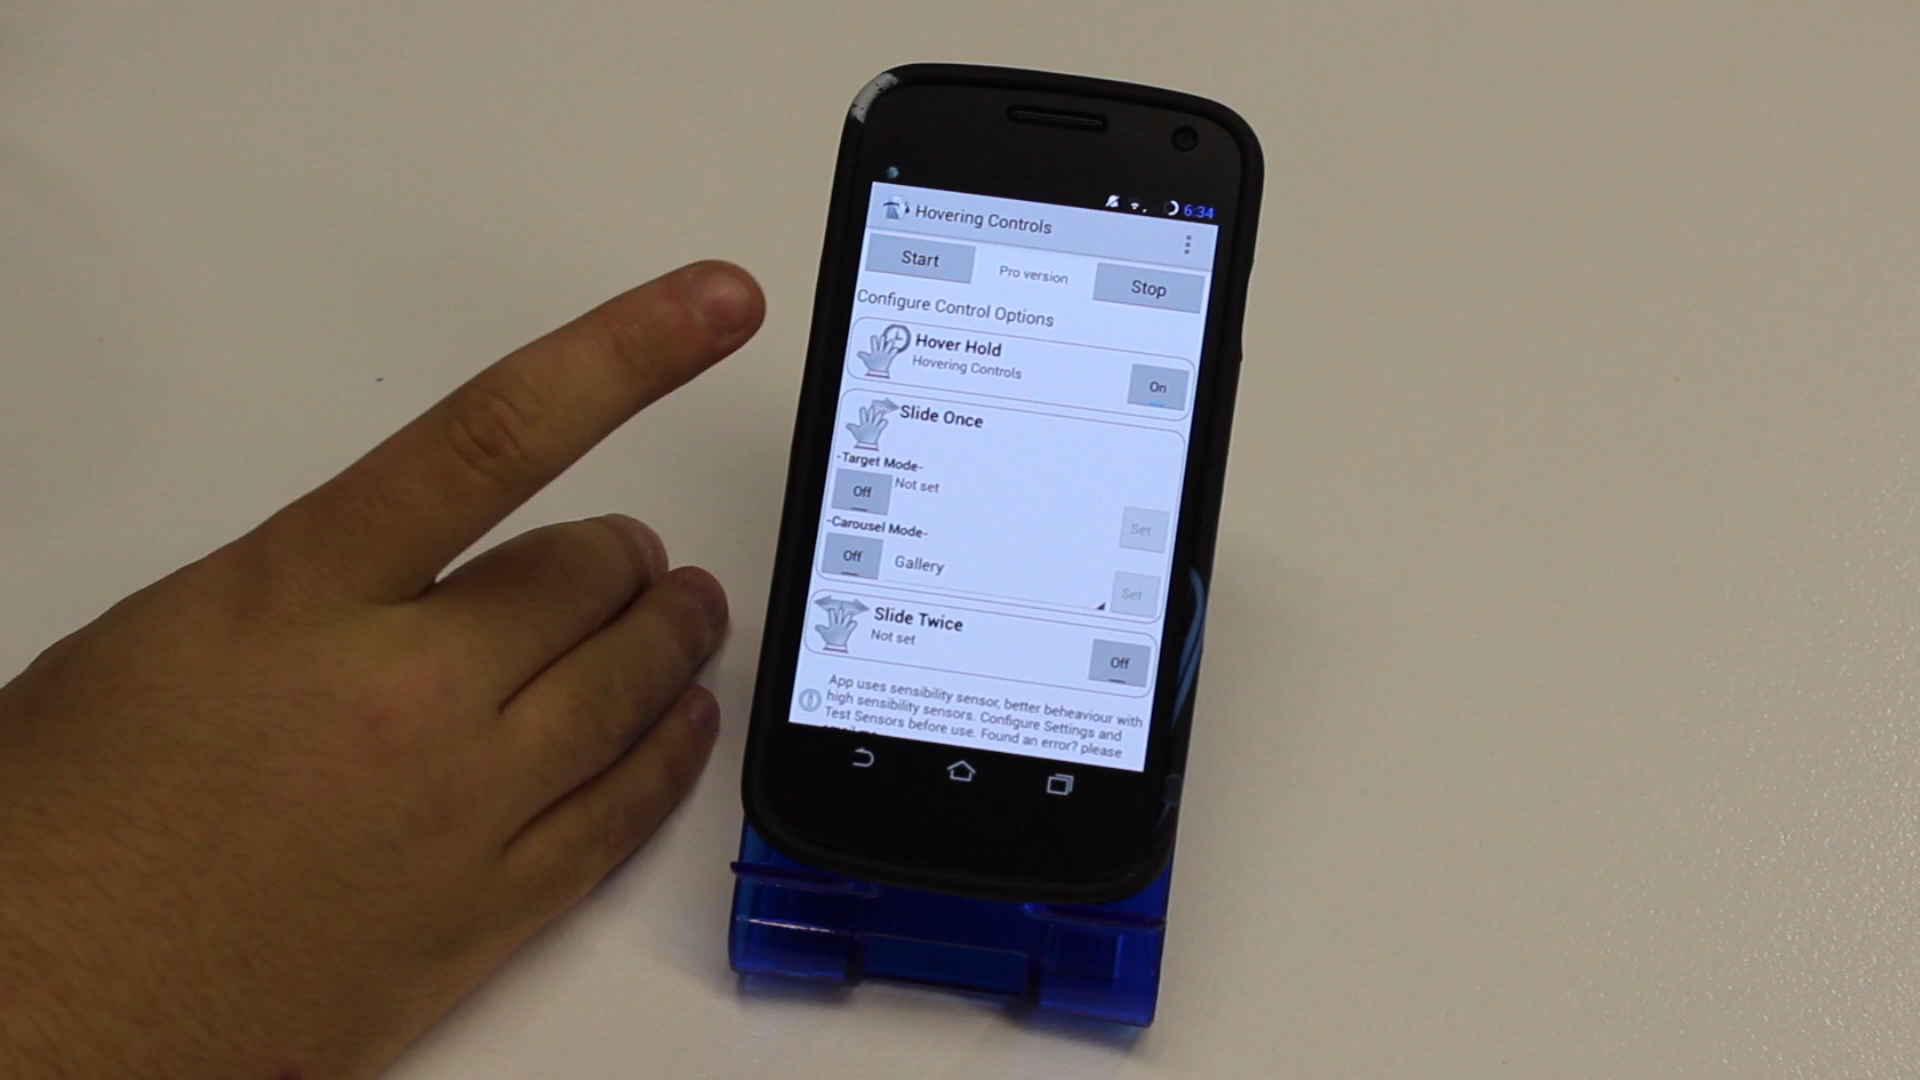 6:34
Hovering Controls
Start
Pro version
Stop
Configure Control Options
Hover Hold
Hovering Controls
On
Slide Once
-Target Mode-
Off
Not set
Set
-Carousel Mode-
Off
Gallery
Set
Slide Twice
Not set
Off
App uses sensibility sensor, better beheaviour with
high sensibility sensors. Configure Settings and
Test Sensors before use. Found an error? please